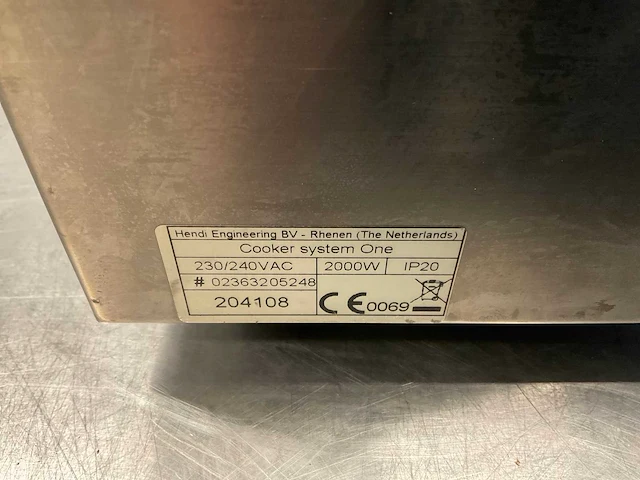 Hendi Engineering BV - Rhenen (The Netherlands)
Cooker system One
230/240VAC 2000W IP20
# 02363205248
204108 CE 0069